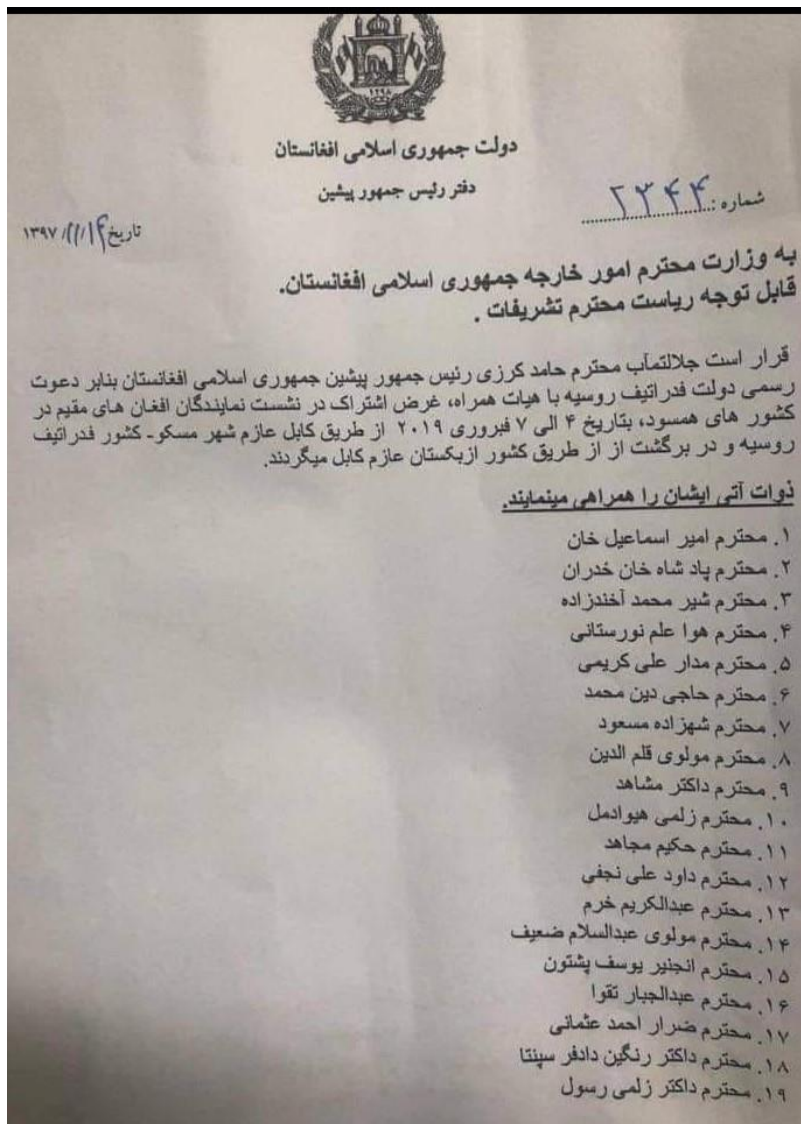 ۱۲۹۸
دولت جمهوری اسلامی افغانستان
دفتر رئیس جمهور پیشین
شماره: ۲۳۴۴
تاریخ ۱۴/۱۱/۱۳۹۷
به وزارت محترم امور خارجه جمهوری اسلامی افغانستان.
قابل توجه ریاست محترم تشریفات .
قرار است جلالتمآب محترم حامد کرزی رئیس جمهور پیشین جمهوری اسلامی افغانستان بنابر دعوت
رسمی دولت فدراتیف روسیه با هیات همراه، غرض اشتراک در نشست نمایندگان افغان های مقیم در
کشور های همسود، بتاریخ ۴ الی ۷ فبروری ۲۰۱۹ از طریق کابل عازم شهر مسکو- کشور فدراتیف
روسیه و در برگشت از از طریق کشور ازبکستان عازم کابل میگردند.
ذوات آتی ایشان را همراهی مینمایند.
۱. محترم امیر اسماعیل خان
۲. محترم پاد شاه خان خدران
۳. محترم شیر محمد آخندزاده
۴. محترم هوا علم نورستانی
۵. محترم مدار علی کریمی
۶. محترم حاجی دین محمد
۷. محترم شهزاده مسعود
۸. محترم مولوی قلم الدین
۹. محترم داکتر مشاهد
۱۰. محترم زلمی هیوادمل
۱۱. محترم حکیم مجاهد
۱۲. محترم داود علی نجفی
۱۳. محترم عبدالکریم خرم
۱۴. محترم مولوی عبدالسلام ضعیف
۱۵. محترم انجنیر یوسف پشتون
۱۶. محترم عبدالجبار تقوا
۱۷. محترم ضرار احمد عثمانی
۱۸. محترم داکتر رنگین دادفر سپنتا
۱۹. محترم داکتر زلمی رسول